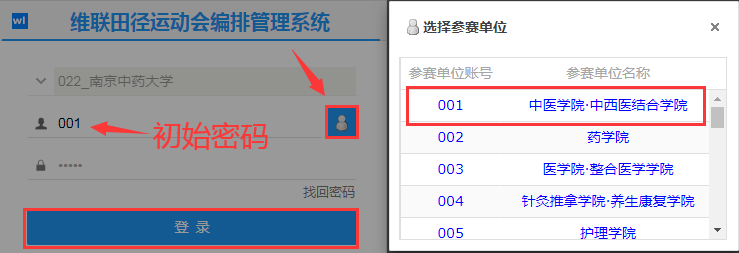 wl 维联田径运动会编排管理系统
022_南京中药大学
001
初始密码
•••••
找回密码
登 录
选择参赛单位 ×
参赛单位账号 参赛单位名称
001 中医学院·中西医结合学院
002 药学院
003 医学院·整合医学学院
004 针灸推拿学院·养生康复学院
005 护理学院